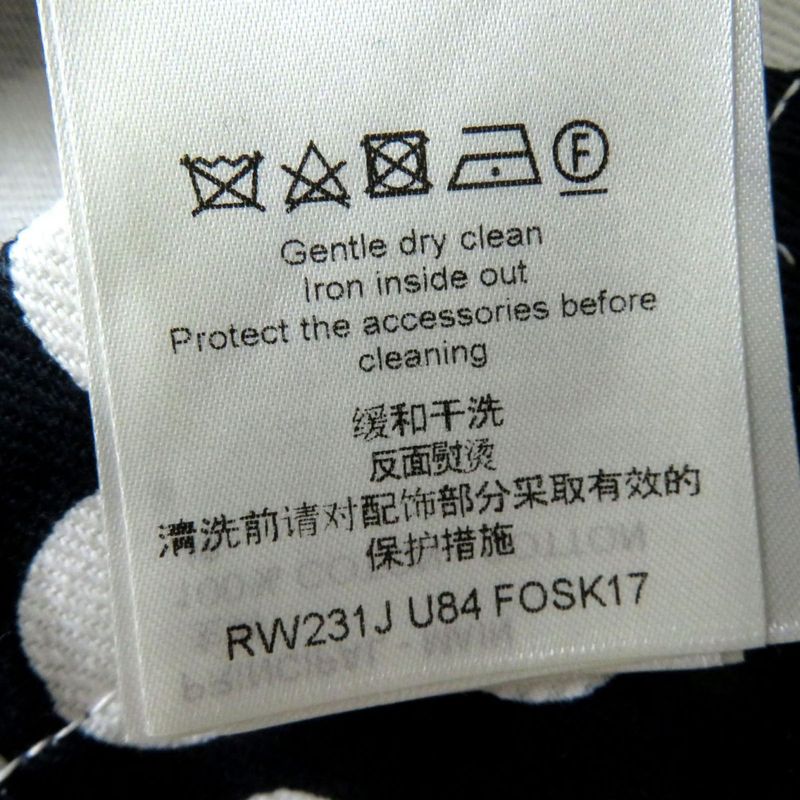 F
Gentle dry clean
Iron inside out
Protect the accessories before
cleaning
缓和干洗
反面熨烫
清洗前请对配饰部分采取有效的
保护措施
RW231J U84 FOSK17